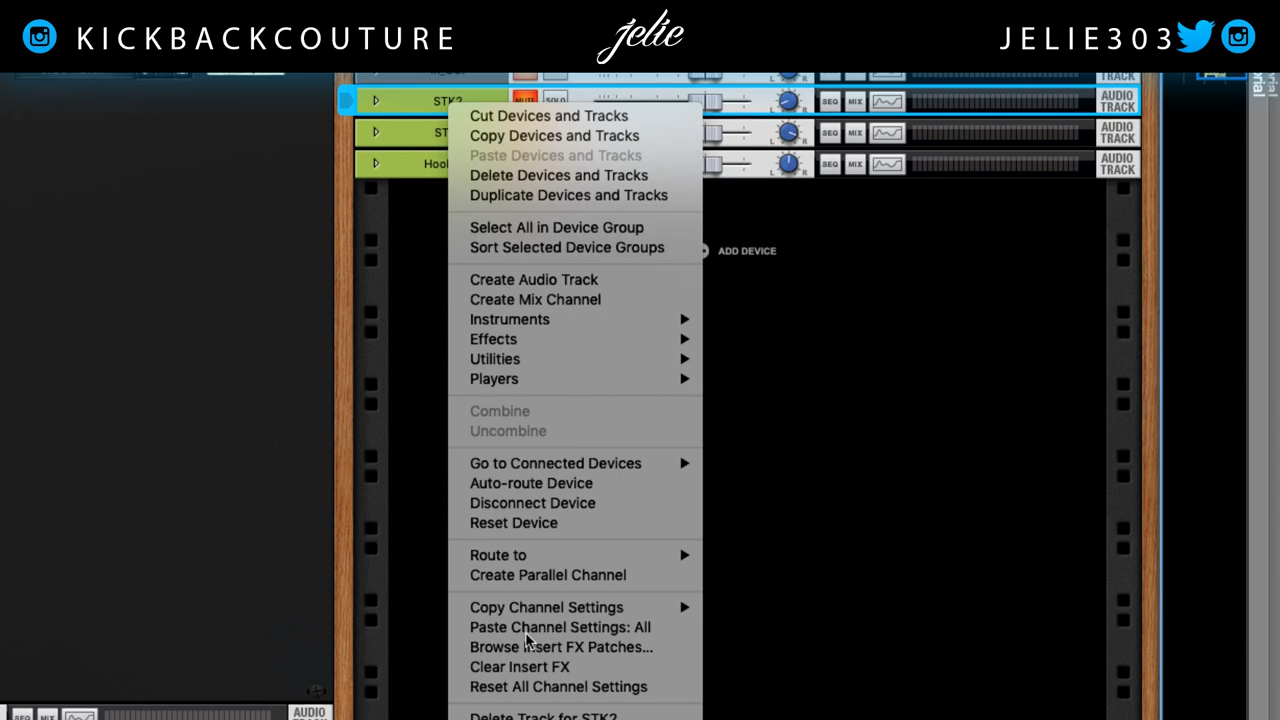 KICKBACKCOUTURE
jelie
JELIE303
AUDIO TRACK
STK2
MUTE SOLO
L R
SEQ MIX
AUDIO TRACK
ST
L R
SEQ MIX
AUDIO TRACK
Hool
L R
SEQ MIX
AUDIO TRACK
Cut Devices and Tracks
Copy Devices and Tracks
Paste Devices and Tracks
Delete Devices and Tracks
Duplicate Devices and Tracks
Select All in Device Group
Sort Selected Device Groups
ADD DEVICE
Create Audio Track
Create Mix Channel
Instruments
Effects
Utilities
Players
Combine
Uncombine
Go to Connected Devices
Auto-route Device
Disconnect Device
Reset Device
Route to
Create Parallel Channel
Copy Channel Settings
Paste Channel Settings: All
Browse Insert FX Patches...
Clear Insert FX
Reset All Channel Settings
Delete Track for STK2
SEQ MIX
AUDIO